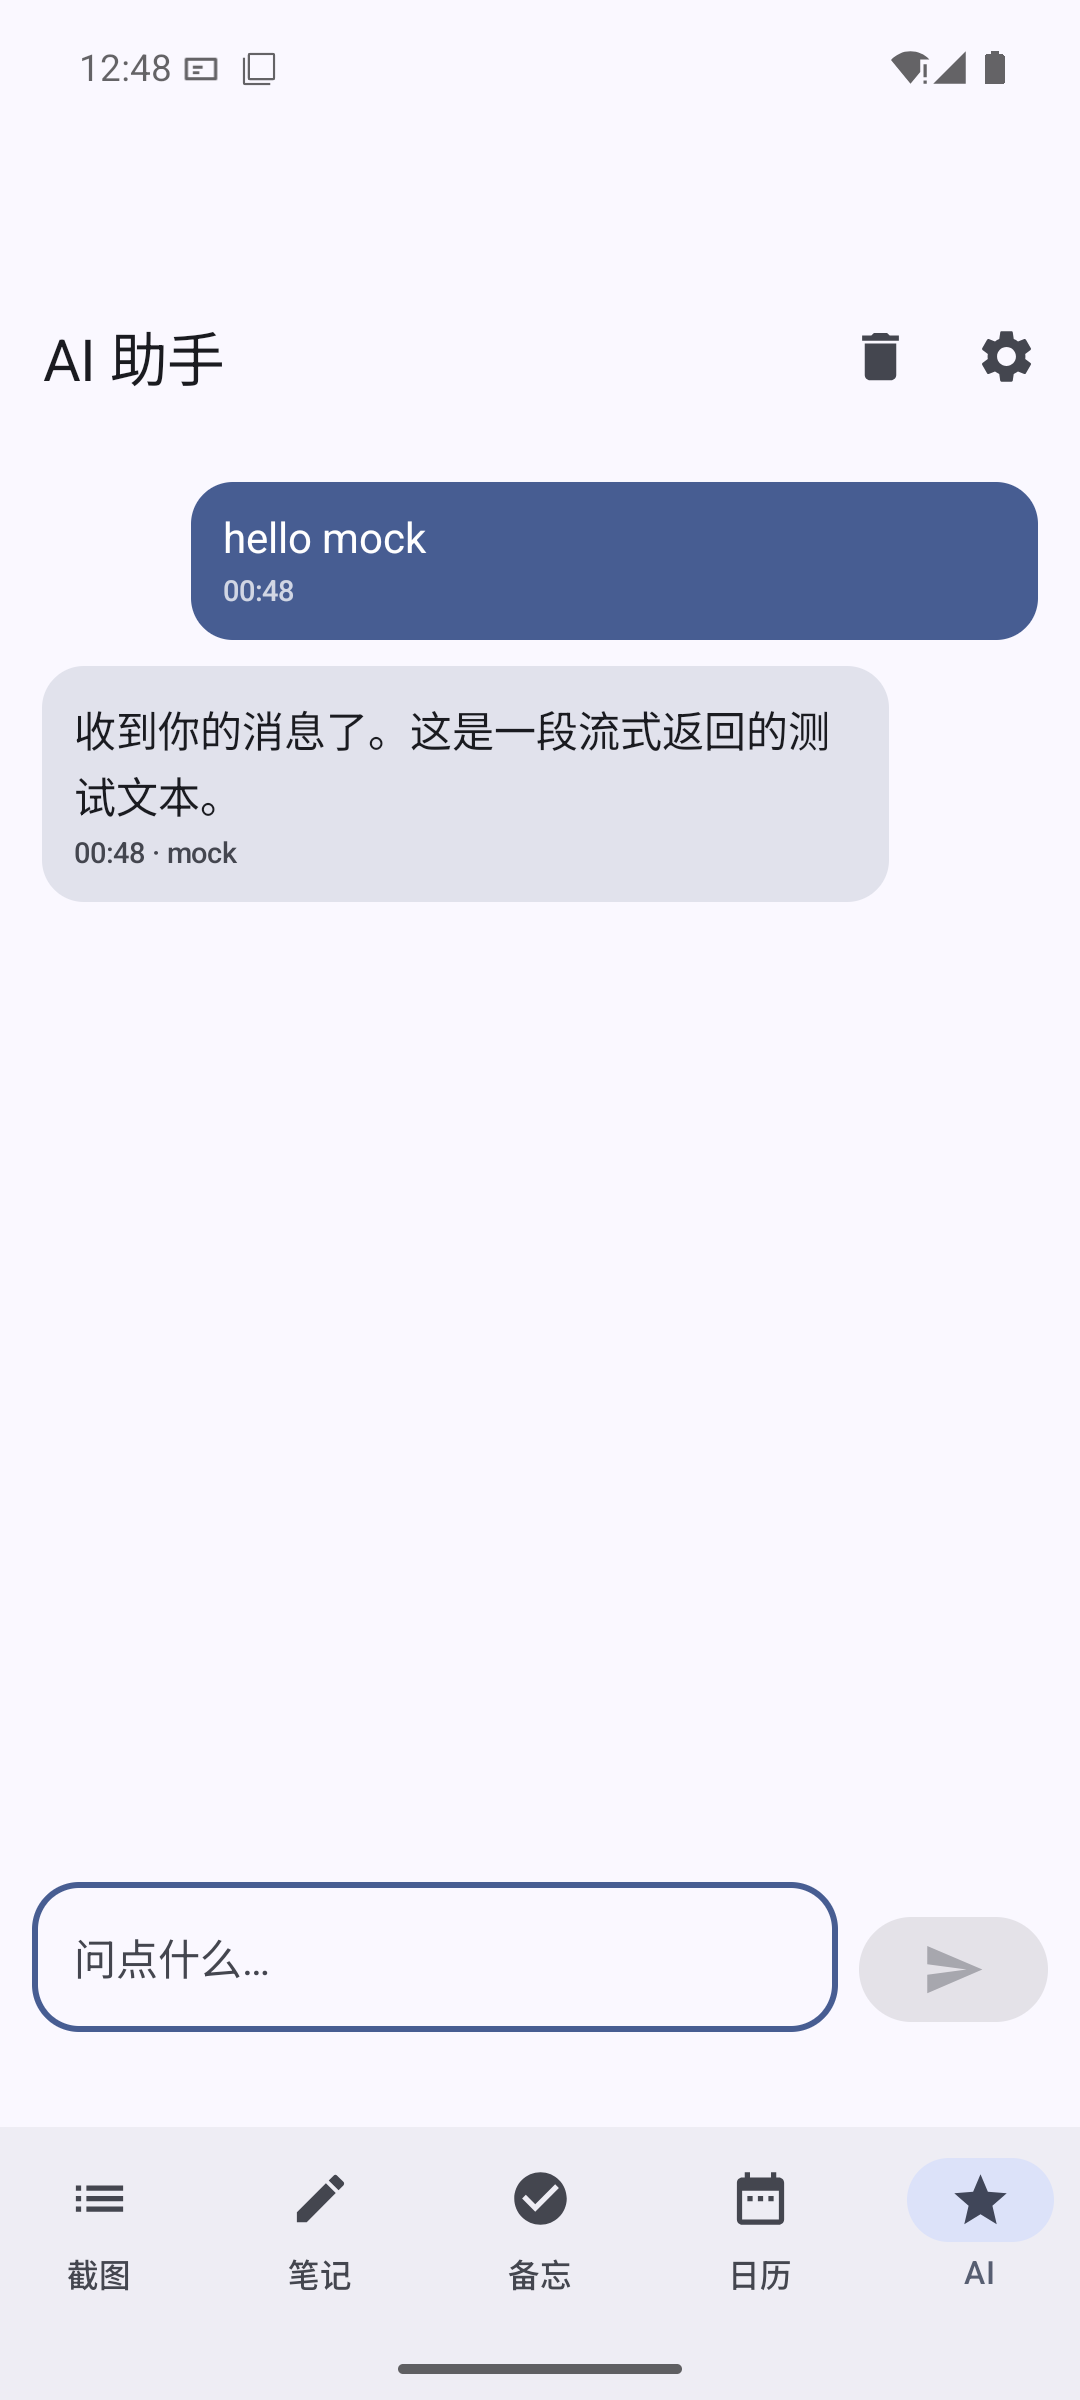 12:48
AI 助手
hello mock
00:48
收到你的消息了。这是一段流式返回的测
试文本。
00:48 · mock
问点什么...
截图
笔记
备忘
日历
AI